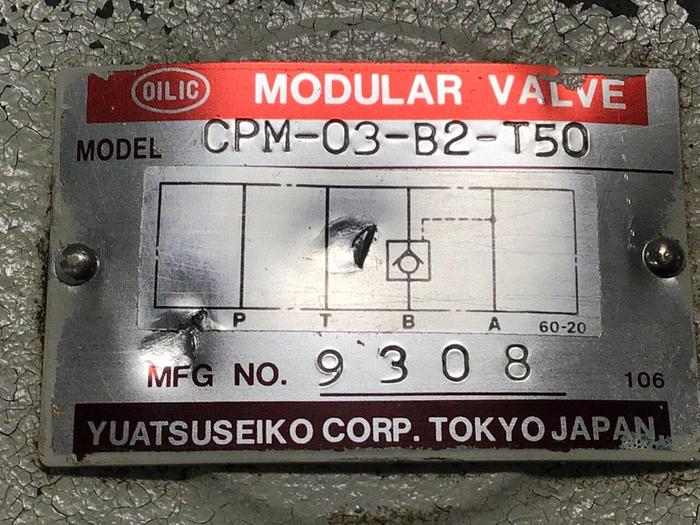 OILIC MODULAR VALVE
MODEL CPM-03-B2-T50
P T B A 60-20
MFG NO. 9308 106
YUATSUSEIKO CORP. TOKYO JAPAN